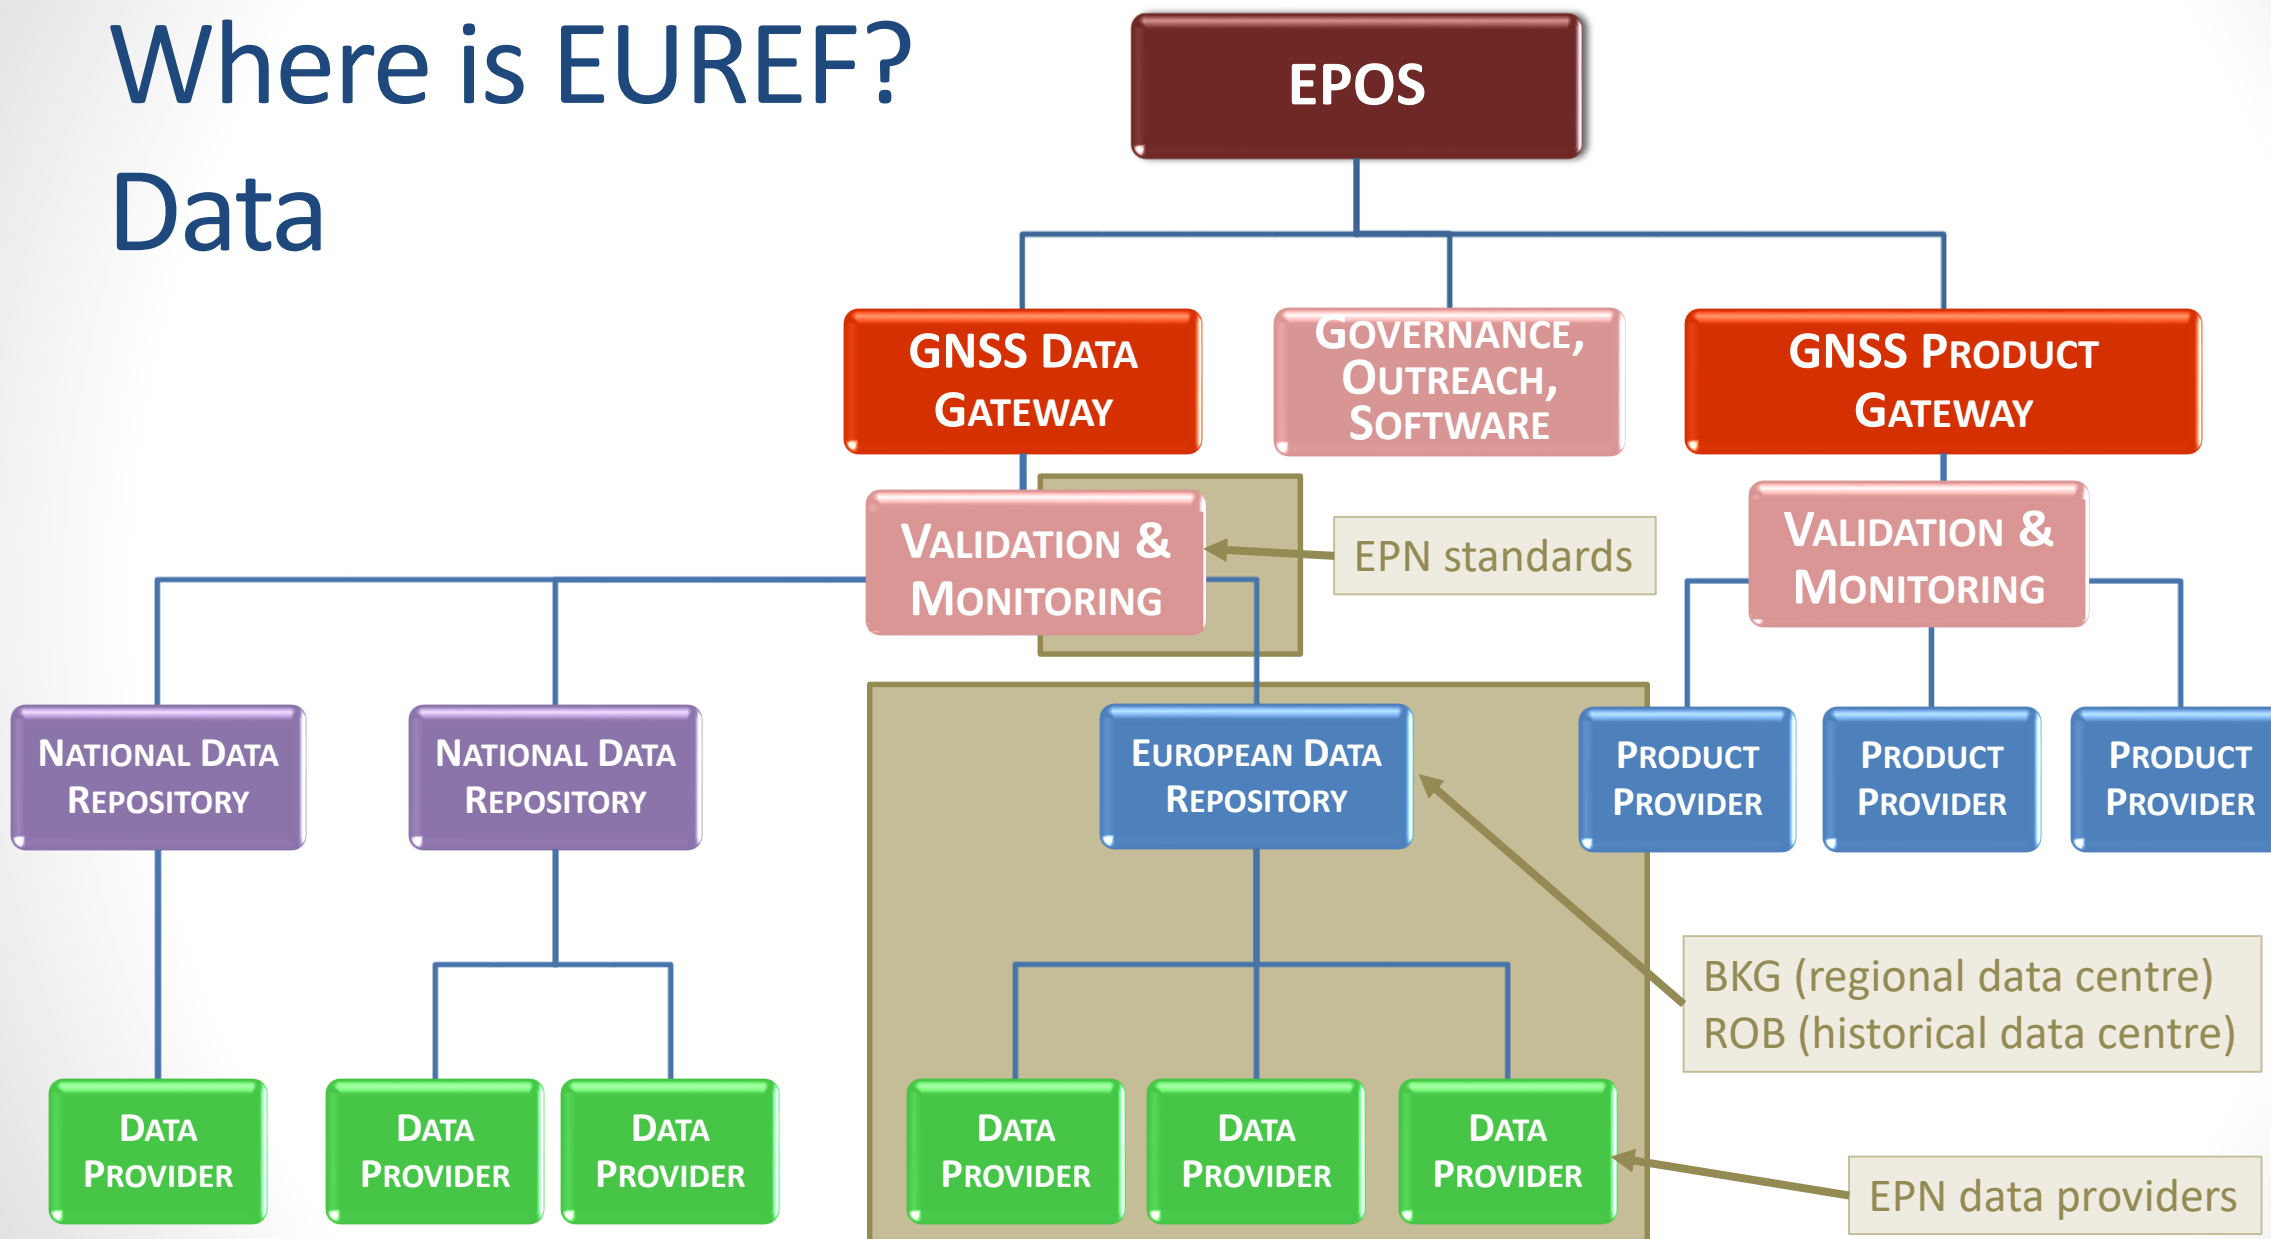 Where is EUREF?
Data
EPOS
GNSS DATA
GATEWAY
GOVERNANCE,
OUTREACH,
SOFTWARE
GNSS PRODUCT
GATEWAY
VALIDATION &
MONITORING
EPN standards
VALIDATION &
MONITORING
NATIONAL DATA
REPOSITORY
NATIONAL DATA
REPOSITORY
EUROPEAN DATA
REPOSITORY
PRODUCT
PROVIDER
PRODUCT
PROVIDER
PRODUCT
PROVIDER
BKG (regional data centre)
ROB (historical data centre)
DATA
PROVIDER
DATA
PROVIDER
DATA
PROVIDER
DATA
PROVIDER
DATA
PROVIDER
DATA
PROVIDER
EPN data providers